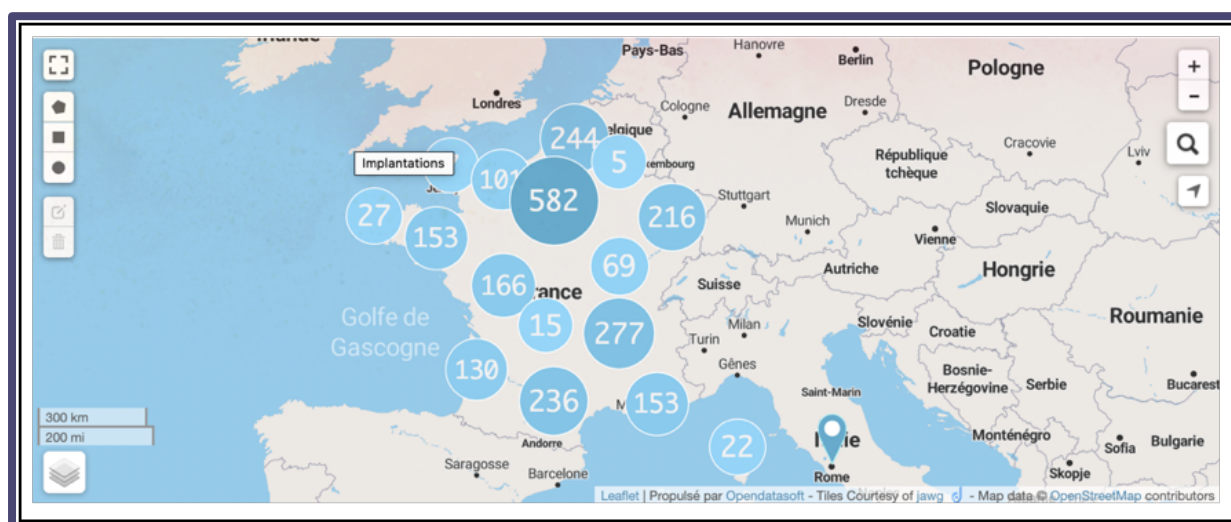 Pays-Bas
Hanovre
Berlin
Pologne
Londres
Cologne
Allemagne
Dresde
244
5
Implantations
101
582
République
tchèque
Cracovie
Lviv
27
153
216
Stuttgart
Munich
Slovaquie
Vienne
69
Autriche
Hongrie
166
Suisse
15
277
Golfe de
Gascogne
Milan
Turin
Gênes
Slovénie
Croatie
Roumanie
130
Bosnie-
Herzégovine
Serbie
Bucarest
Saint-Marin
236
153
300 km
200 mi
22
Monténégro
Sofia
Bulgarie
Andorre
Saragosse
Barcelone
Rome
Skopje
Leaflet | Propulsé par Opendatasoft - Tiles Courtesy of jawg - Map data © OpenStreetMap contributors